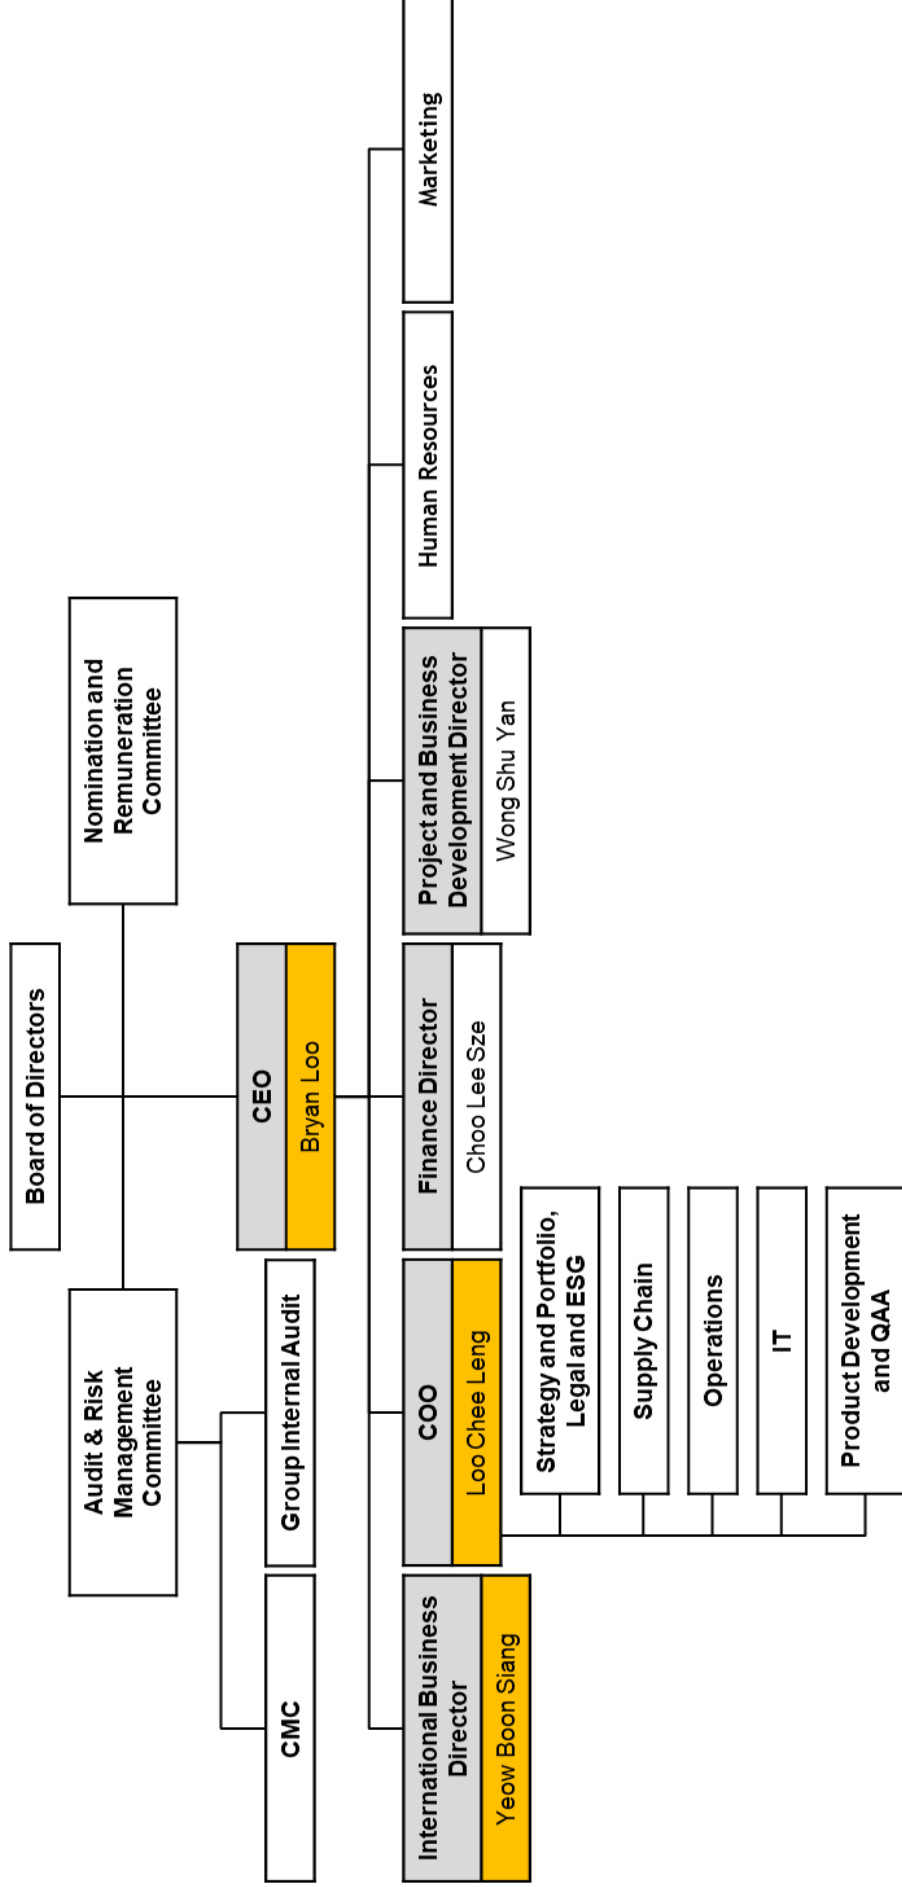 Board of Directors
Audit & Risk
Management
Committee
Nomination and
Remuneration
Committee
CEO
Bryan Loo
CMC
Group Internal Audit
International Business
Director
Yeow Boon Siang
COO
Loo Chee Leng
Finance Director
Choo Lee Sze
Project and Business
Development Director
Wong Shu Yan
Human Resources
Marketing
Strategy and Portfolio,
Legal and ESG
Supply Chain
Operations
IT
Product Development
and QAA